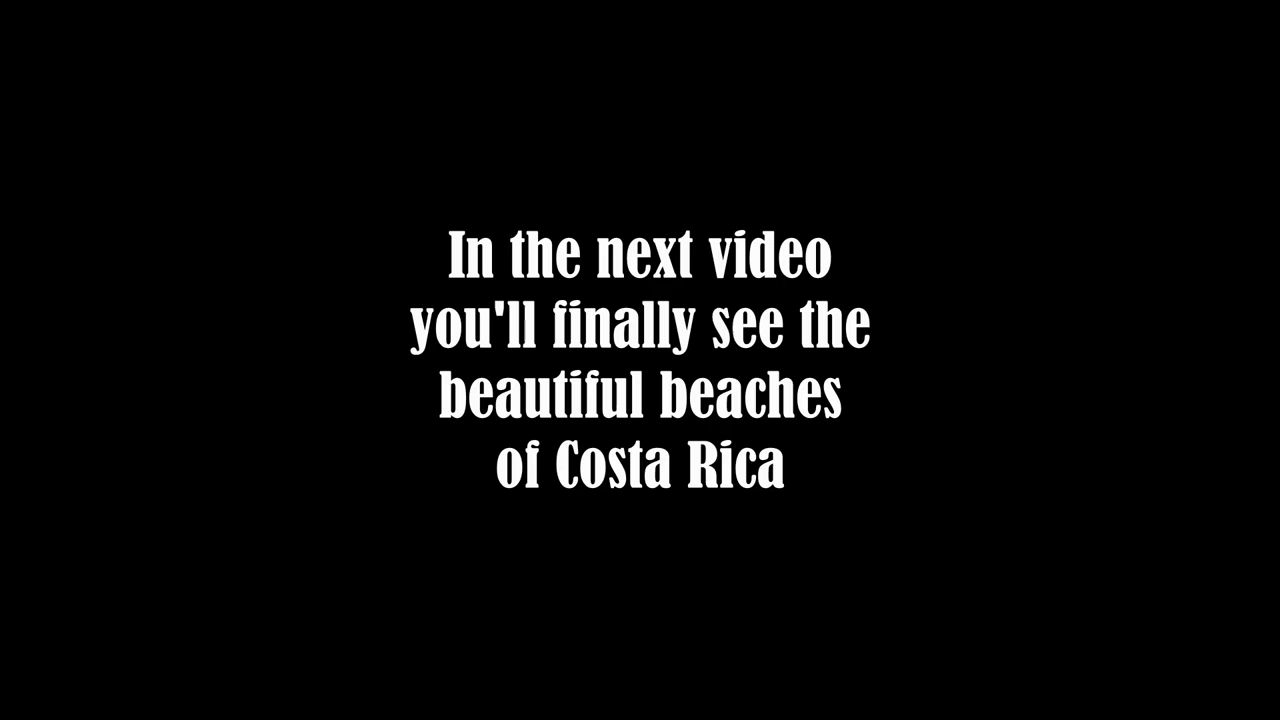 In the next video
you'll finally see the
beautiful beaches
of Costa Rica